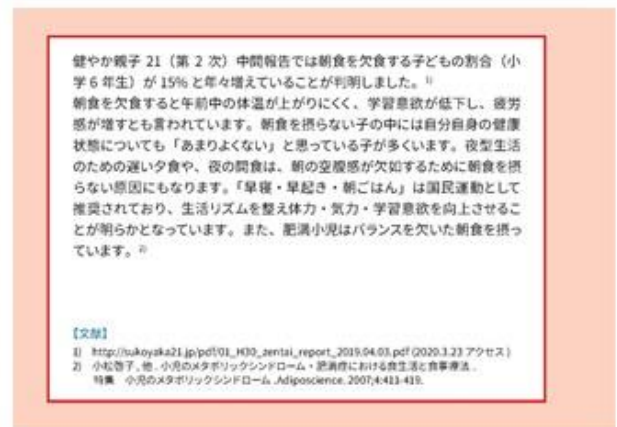 健やか親子 21（第 2 次）中間報告では朝食を欠食する子どもの割合（小
学 6 年生）が 15% と年々増えていることが判明しました。1)
朝食を欠食すると午前中の体温が上がりにくく、学習意欲が低下し、疲労
感が増すとも言われています。朝食を摂らない子の中には自分自身の健康
状態についても「あまりよくない」と思っている子が多くいます。夜型生活
のための遅い夕食や、夜の間食は、朝の空腹感が欠如するために朝食を摂
らない原因にもなります。「早寝・早起き・朝ごはん」は国民運動として
推奨されており、生活リズムを整え体力・気力・学習意欲を向上させるこ
とが明らかとなっています。また、肥満小児はバランスを欠いた朝食を摂っ
ています。2)
【文献】
1) http://sukoyaka21.jp/pdf/01_H30_zentai_report_2019.04.03.pdf (2020.3.23 アクセス )
2) 小松啓子 , 他 . 小児のメタボリックシンドローム・肥満症における食生活と食事療法 .
特集 小児のメタボリックシンドローム .Adiposcience. 2007;4:411-419.